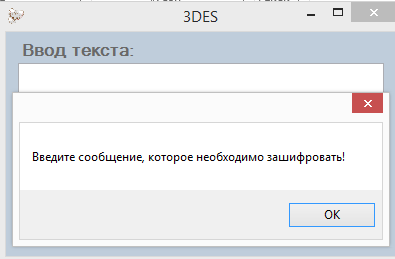 3DES
Ввод текста:
Введите сообщение, которое необходимо зашифровать!
OK